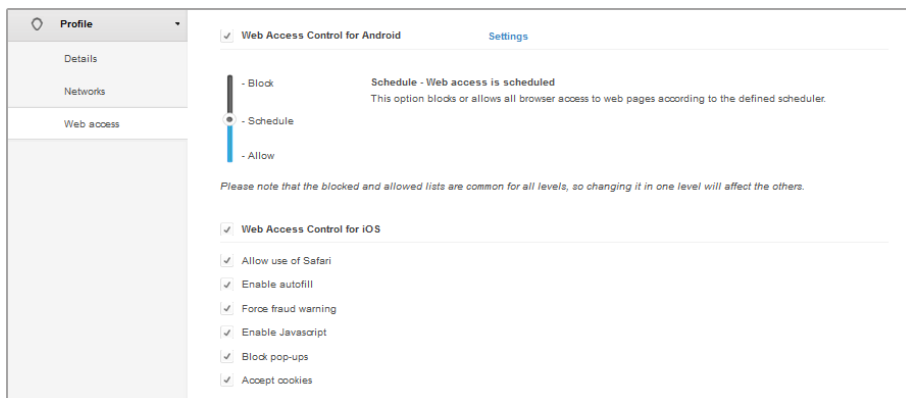 Profile
Details
Networks
Web access
Web Access Control for Android Settings
- Block
- Schedule
- Allow
Schedule - Web access is scheduled
This option blocks or allows all browser access to web pages according to the defined scheduler.
Please note that the blocked and allowed lists are common for all levels, so changing it in one level will affect the others.
Web Access Control for iOS
Allow use of Safari
Enable autofill
Force fraud warning
Enable Javascript
Block pop-ups
Accept cookies